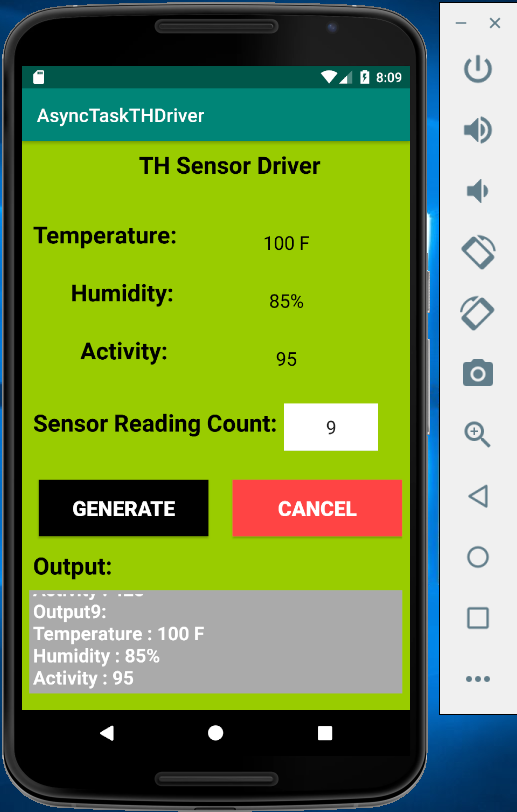 8:09
AsyncTaskTHDriver
TH Sensor Driver
Temperature: 100 F
Humidity: 85%
Activity: 95
Sensor Reading Count: 9
GENERATE CANCEL
Output:
Output9:
Temperature : 100 F
Humidity : 85%
Activity : 95